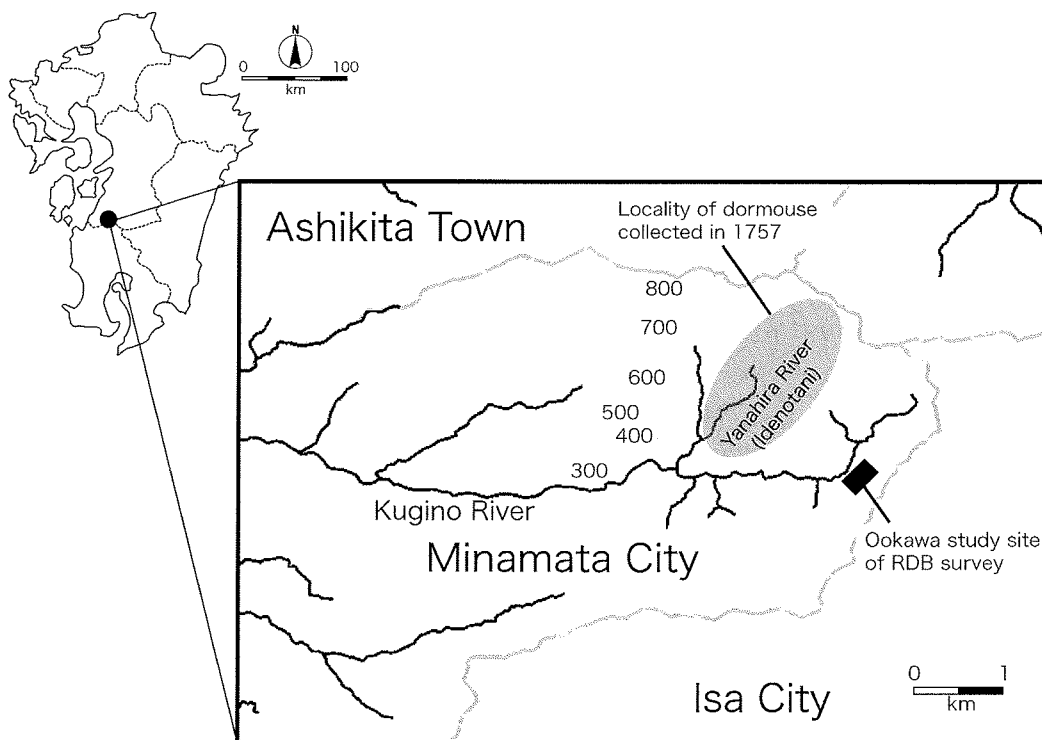 N
0 100
km
Ashikita Town
Locality of dormouse
collected in 1757
800
700
600
500
400
300
Yanahira River
(Idenotani)
Kugino River
Minamata City
Ookawa study site
of RDB survey
Isa City
0 1
km